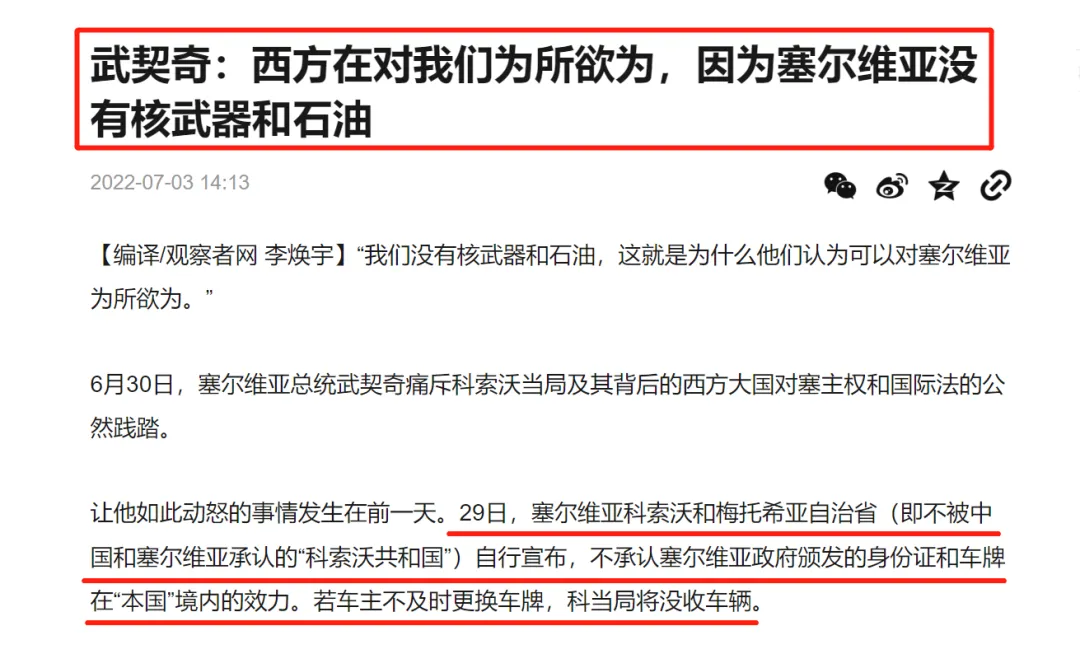 武契奇：西方在对我们为所欲为，因为塞尔维亚没
有核武器和石油
2022-07-03 14:13
【编译/观察者网 李焕宇】“我们没有核武器和石油，这就是为什么他们认为可以对塞尔维亚
为所欲为。”
6月30日，塞尔维亚总统武契奇痛斥科索沃当局及其背后的西方大国对塞主权和国际法的公
然践踏。
让他如此动怒的事情发生在前一天。29日，塞尔维亚科索沃和梅托希亚自治省（即不被中
国和塞尔维亚承认的“科索沃共和国”）自行宣布，不承认塞尔维亚政府颁发的身份证和车牌
在“本国”境内的效力。若车主不及时更换车牌，科当局将没收车辆。